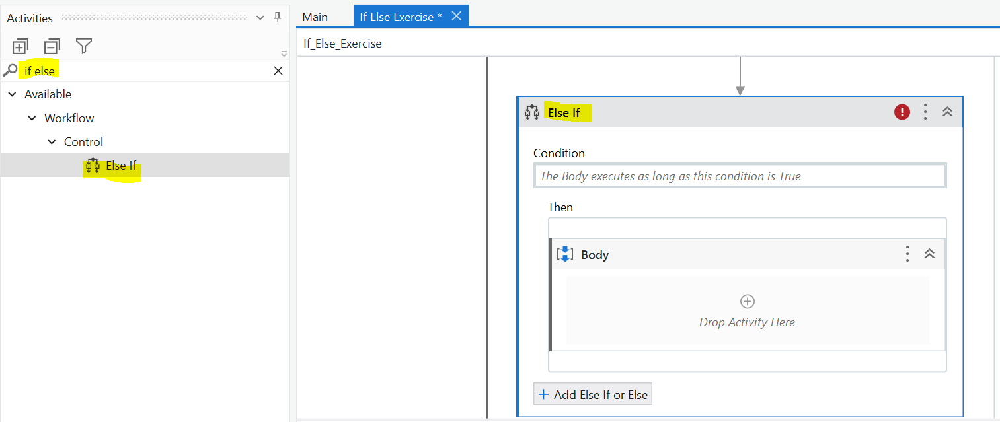 Activities
if else
Available
Workflow
Control
Else If
Main
If Else Exercise *
If_Else_Exercise
Else If
Condition
The Body executes as long as this condition is True
Then
Body
Drop Activity Here
Add Else If or Else